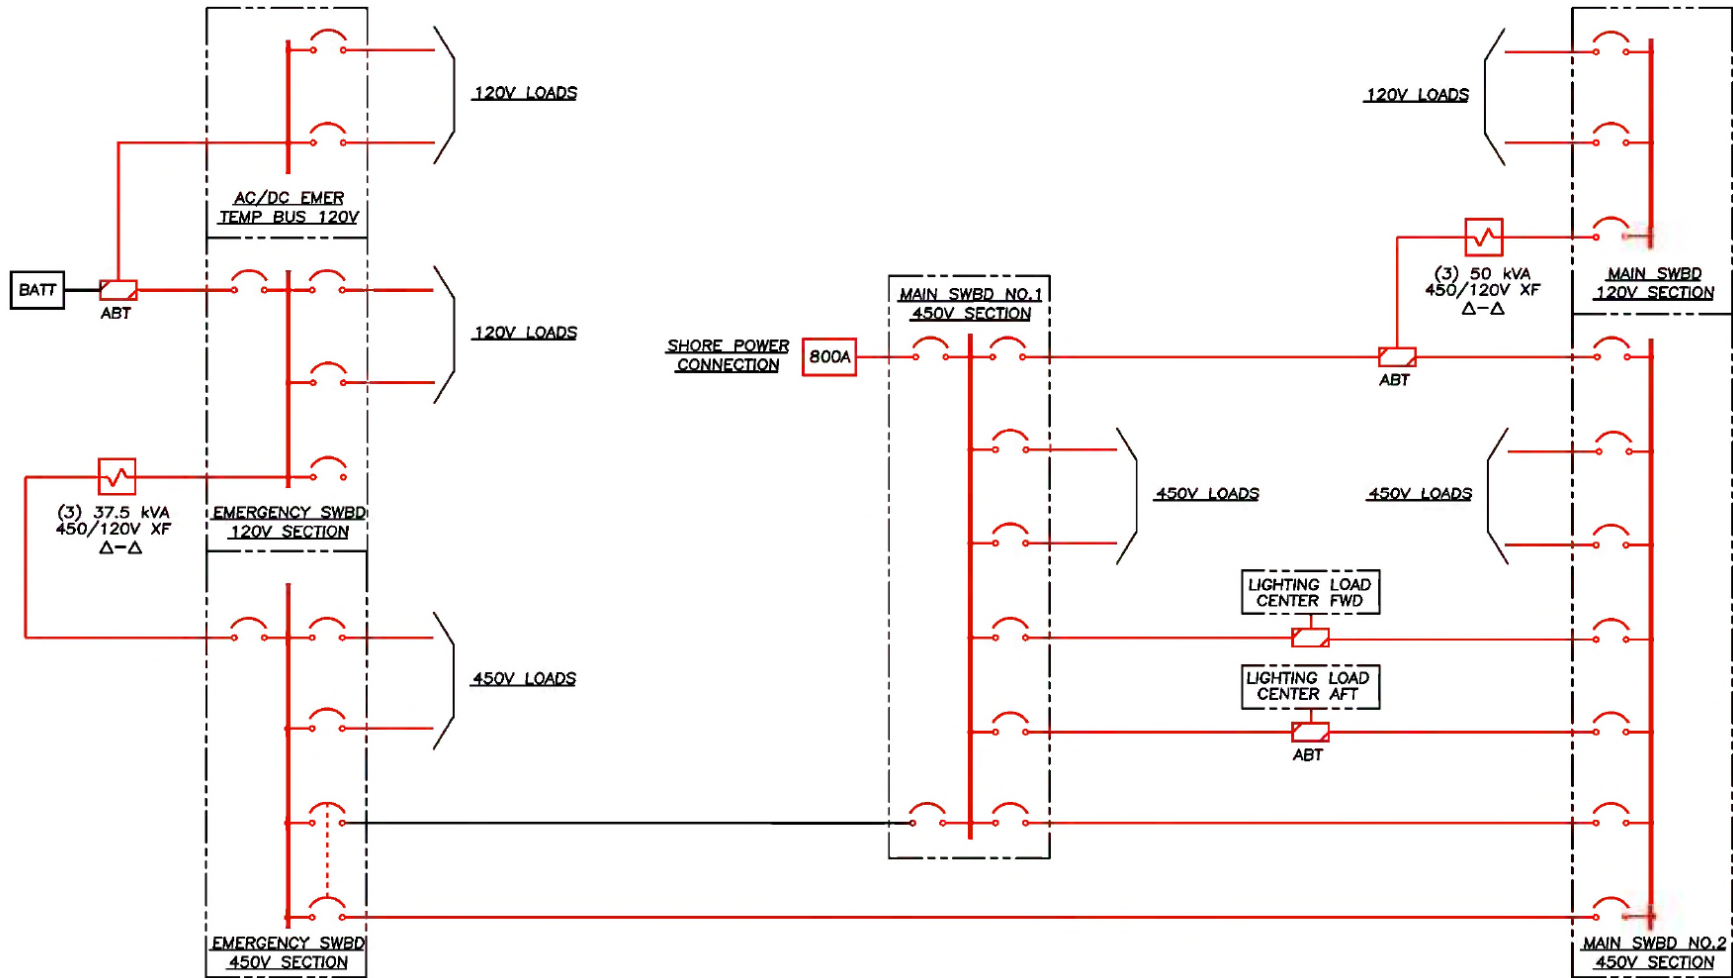 120V LOADS
AC/DC EMER
TEMP BUS 120V
BATT
ABT
120V LOADS
(3) 37.5 kVA
450/120V XF
Δ-Δ
EMERGENCY SWBD
120V SECTION
450V LOADS
EMERGENCY SWBD
450V SECTION
SHORE POWER
CONNECTION
800A
MAIN SWBD NO.1
450V SECTION
450V LOADS
LIGHTING LOAD
CENTER FWD
LIGHTING LOAD
CENTER AFT
ABT
120V LOADS
(3) 50 kVA
450/120V XF
Δ-Δ
ABT
MAIN SWBD
120V SECTION
450V LOADS
MAIN SWBD NO.2
450V SECTION